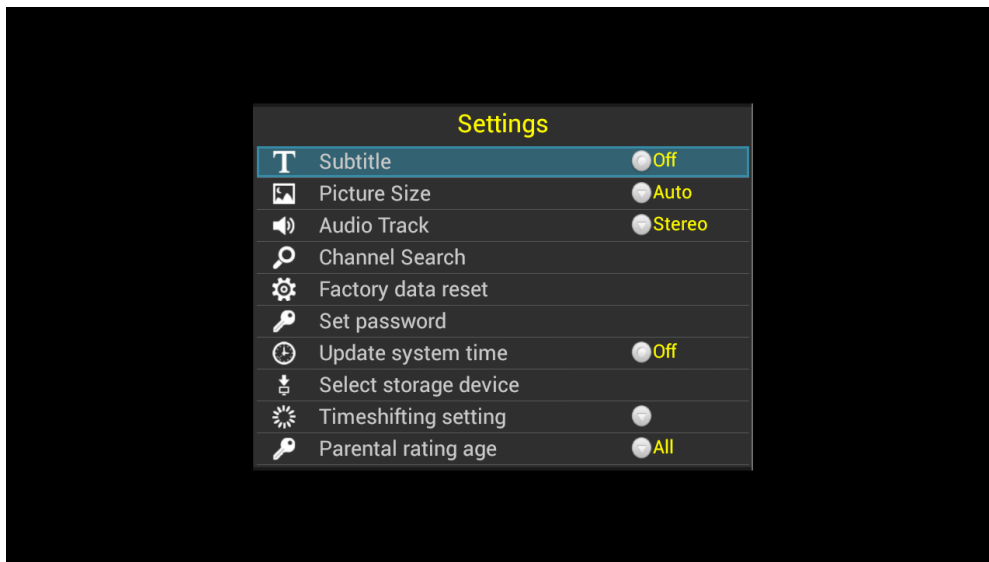 Settings
T Subtitle Off
Picture Size Auto
Audio Track Stereo
Channel Search
Factory data reset
Set password
Update system time Off
Select storage device
Timeshifting setting
Parental rating age All